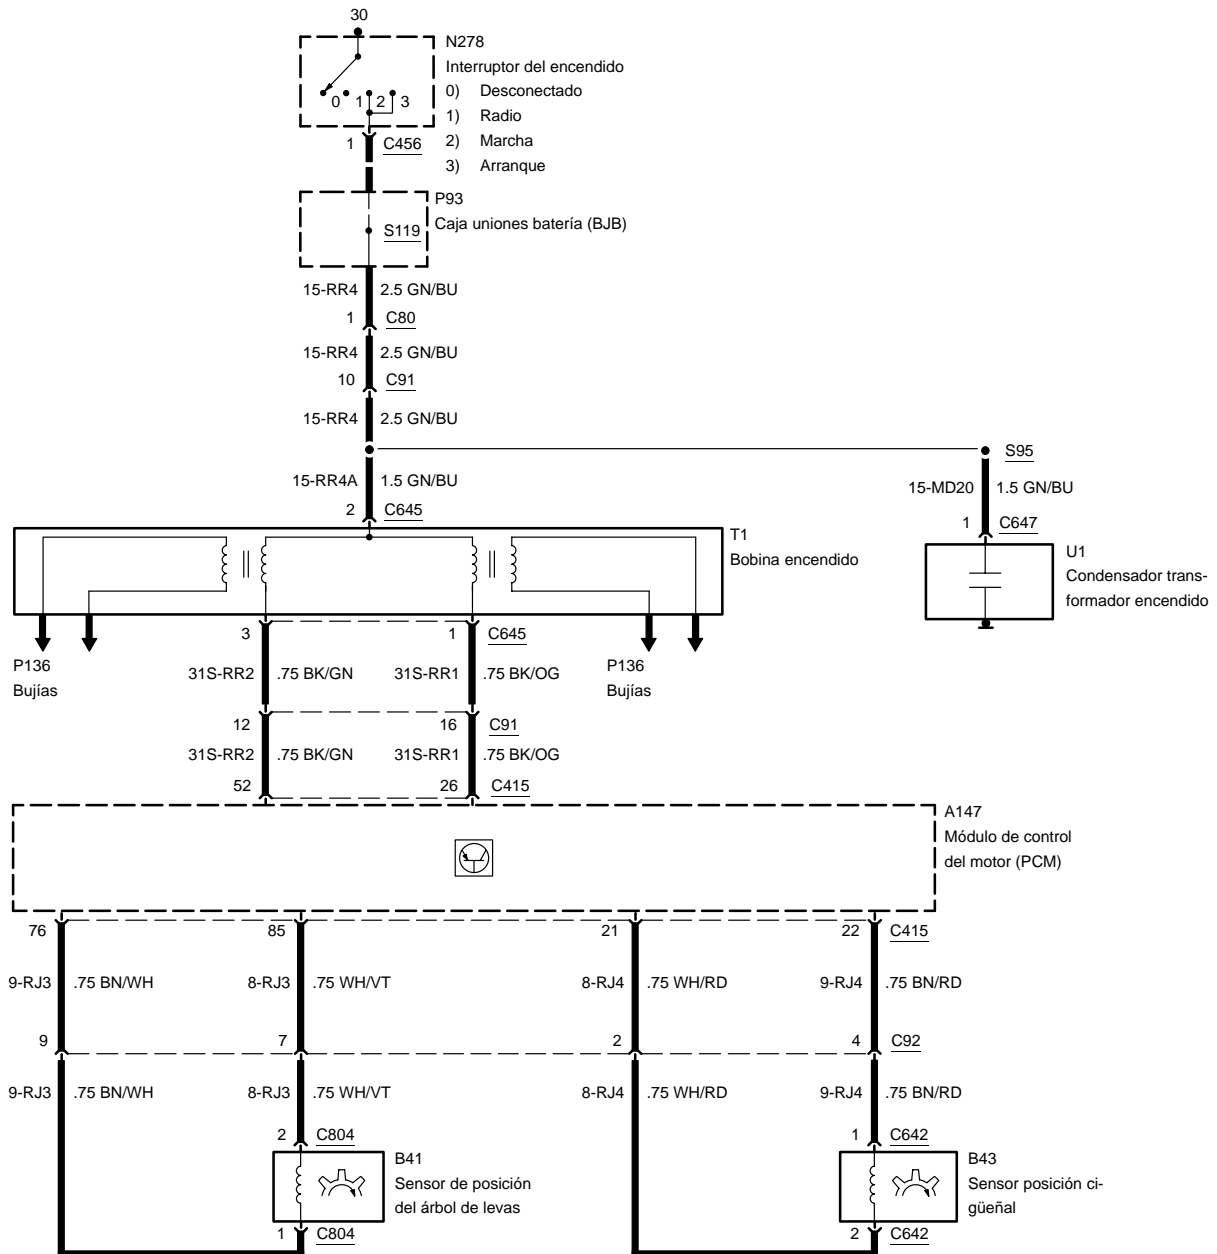 30
N278
Interruptor del encendido
0) Desconectado
1) Radio
2) Marcha
3) Arranque
0 1 2 3
1 C456
P93
Caja uniones batería (BJB)
S119
15-RR4 2.5 GN/BU
1 C80
15-RR4 2.5 GN/BU
10 C91
15-RR4 2.5 GN/BU
S95
15-RR4A 1.5 GN/BU
15-MD20 1.5 GN/BU
2 C645
1 C647
T1
Bobina encendido
U1
Condensador trans-
formador encendido
3 1 C645
P136
Bujías
P136
Bujías
31S-RR2 .75 BK/GN 31S-RR1 .75 BK/OG
12 16 C91
31S-RR2 .75 BK/GN 31S-RR1 .75 BK/OG
52 26 C415
A147
Módulo de control
del motor (PCM)
76 85 21 22 C415
9-RJ3 .75 BN/WH 8-RJ3 .75 WH/VT 8-RJ4 .75 WH/RD 9-RJ4 .75 BN/RD
9 7 2 4 C92
9-RJ3 .75 BN/WH 8-RJ3 .75 WH/VT 8-RJ4 .75 WH/RD 9-RJ4 .75 BN/RD
2 C804
1 C642
B41
Sensor de posición
del árbol de levas
B43
Sensor posición ci-
güeñal
1 C804
2 C642